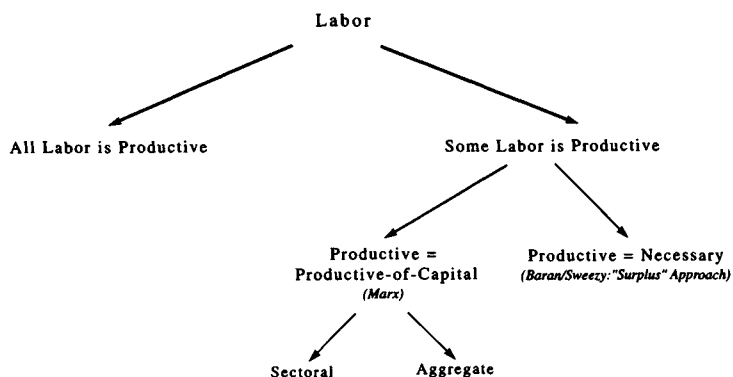 Labor
All Labor is Productive
Some Labor is Productive
Productive =
Productive-of-Capital
(Marx)
Productive = Necessary
(Baran/Sweezy:"Surplus" Approach)
Sectoral
Aggregate